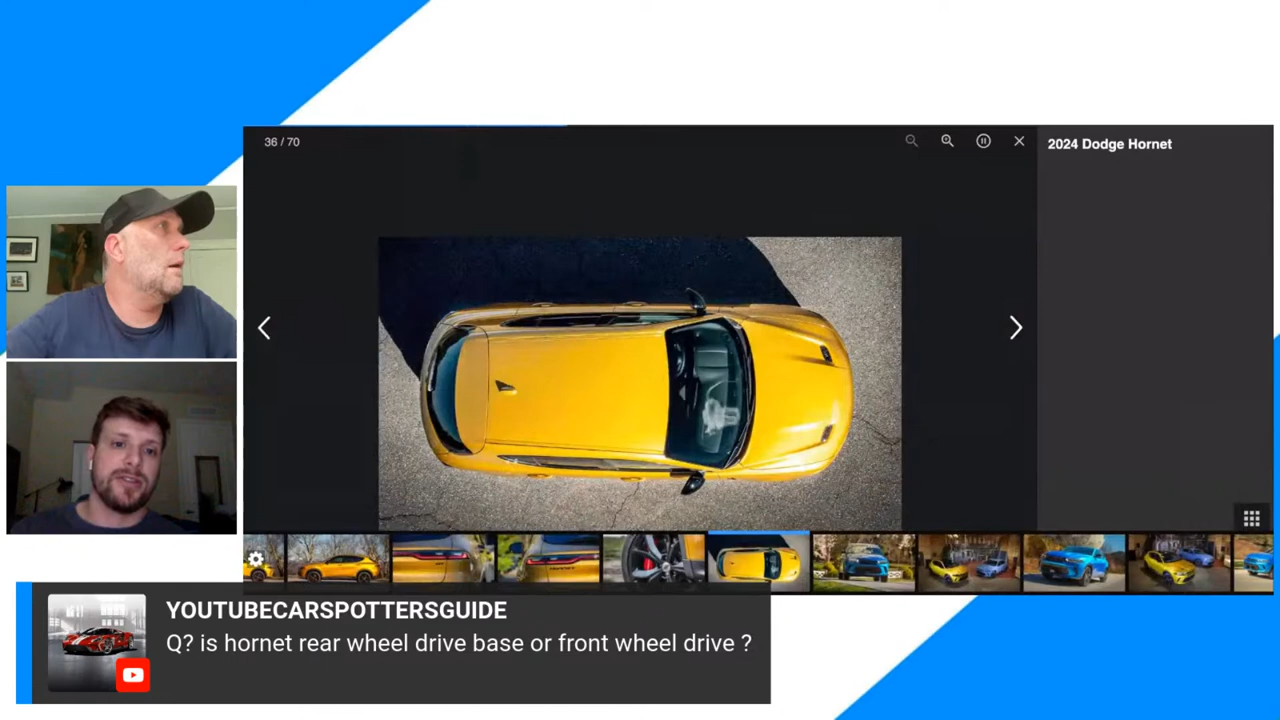 36 / 70
2024 Dodge Hornet
YOUTUBECARSPOTTERSGUIDE
Q? is hornet rear wheel drive base or front wheel drive ?